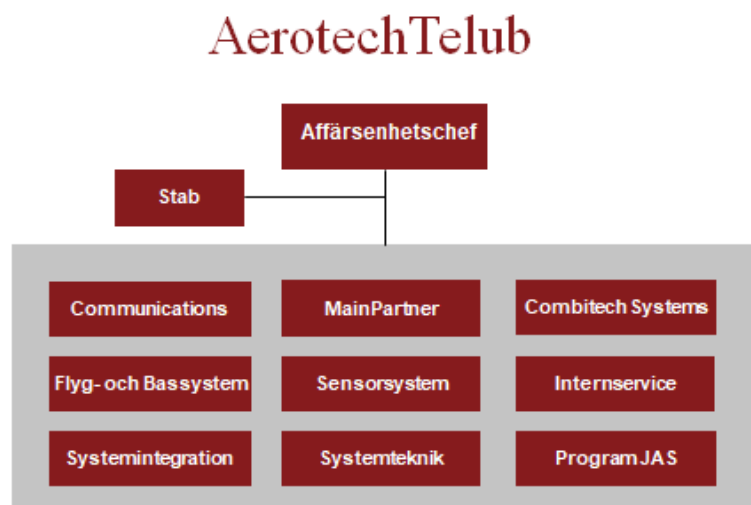 AerotechTelub
Affärsenhetschef
Stab
Communications
MainPartner
Combitech Systems
Flyg- och Bassystem
Sensorsystem
Internservice
Systemintegration
Systemteknik
Program JAS